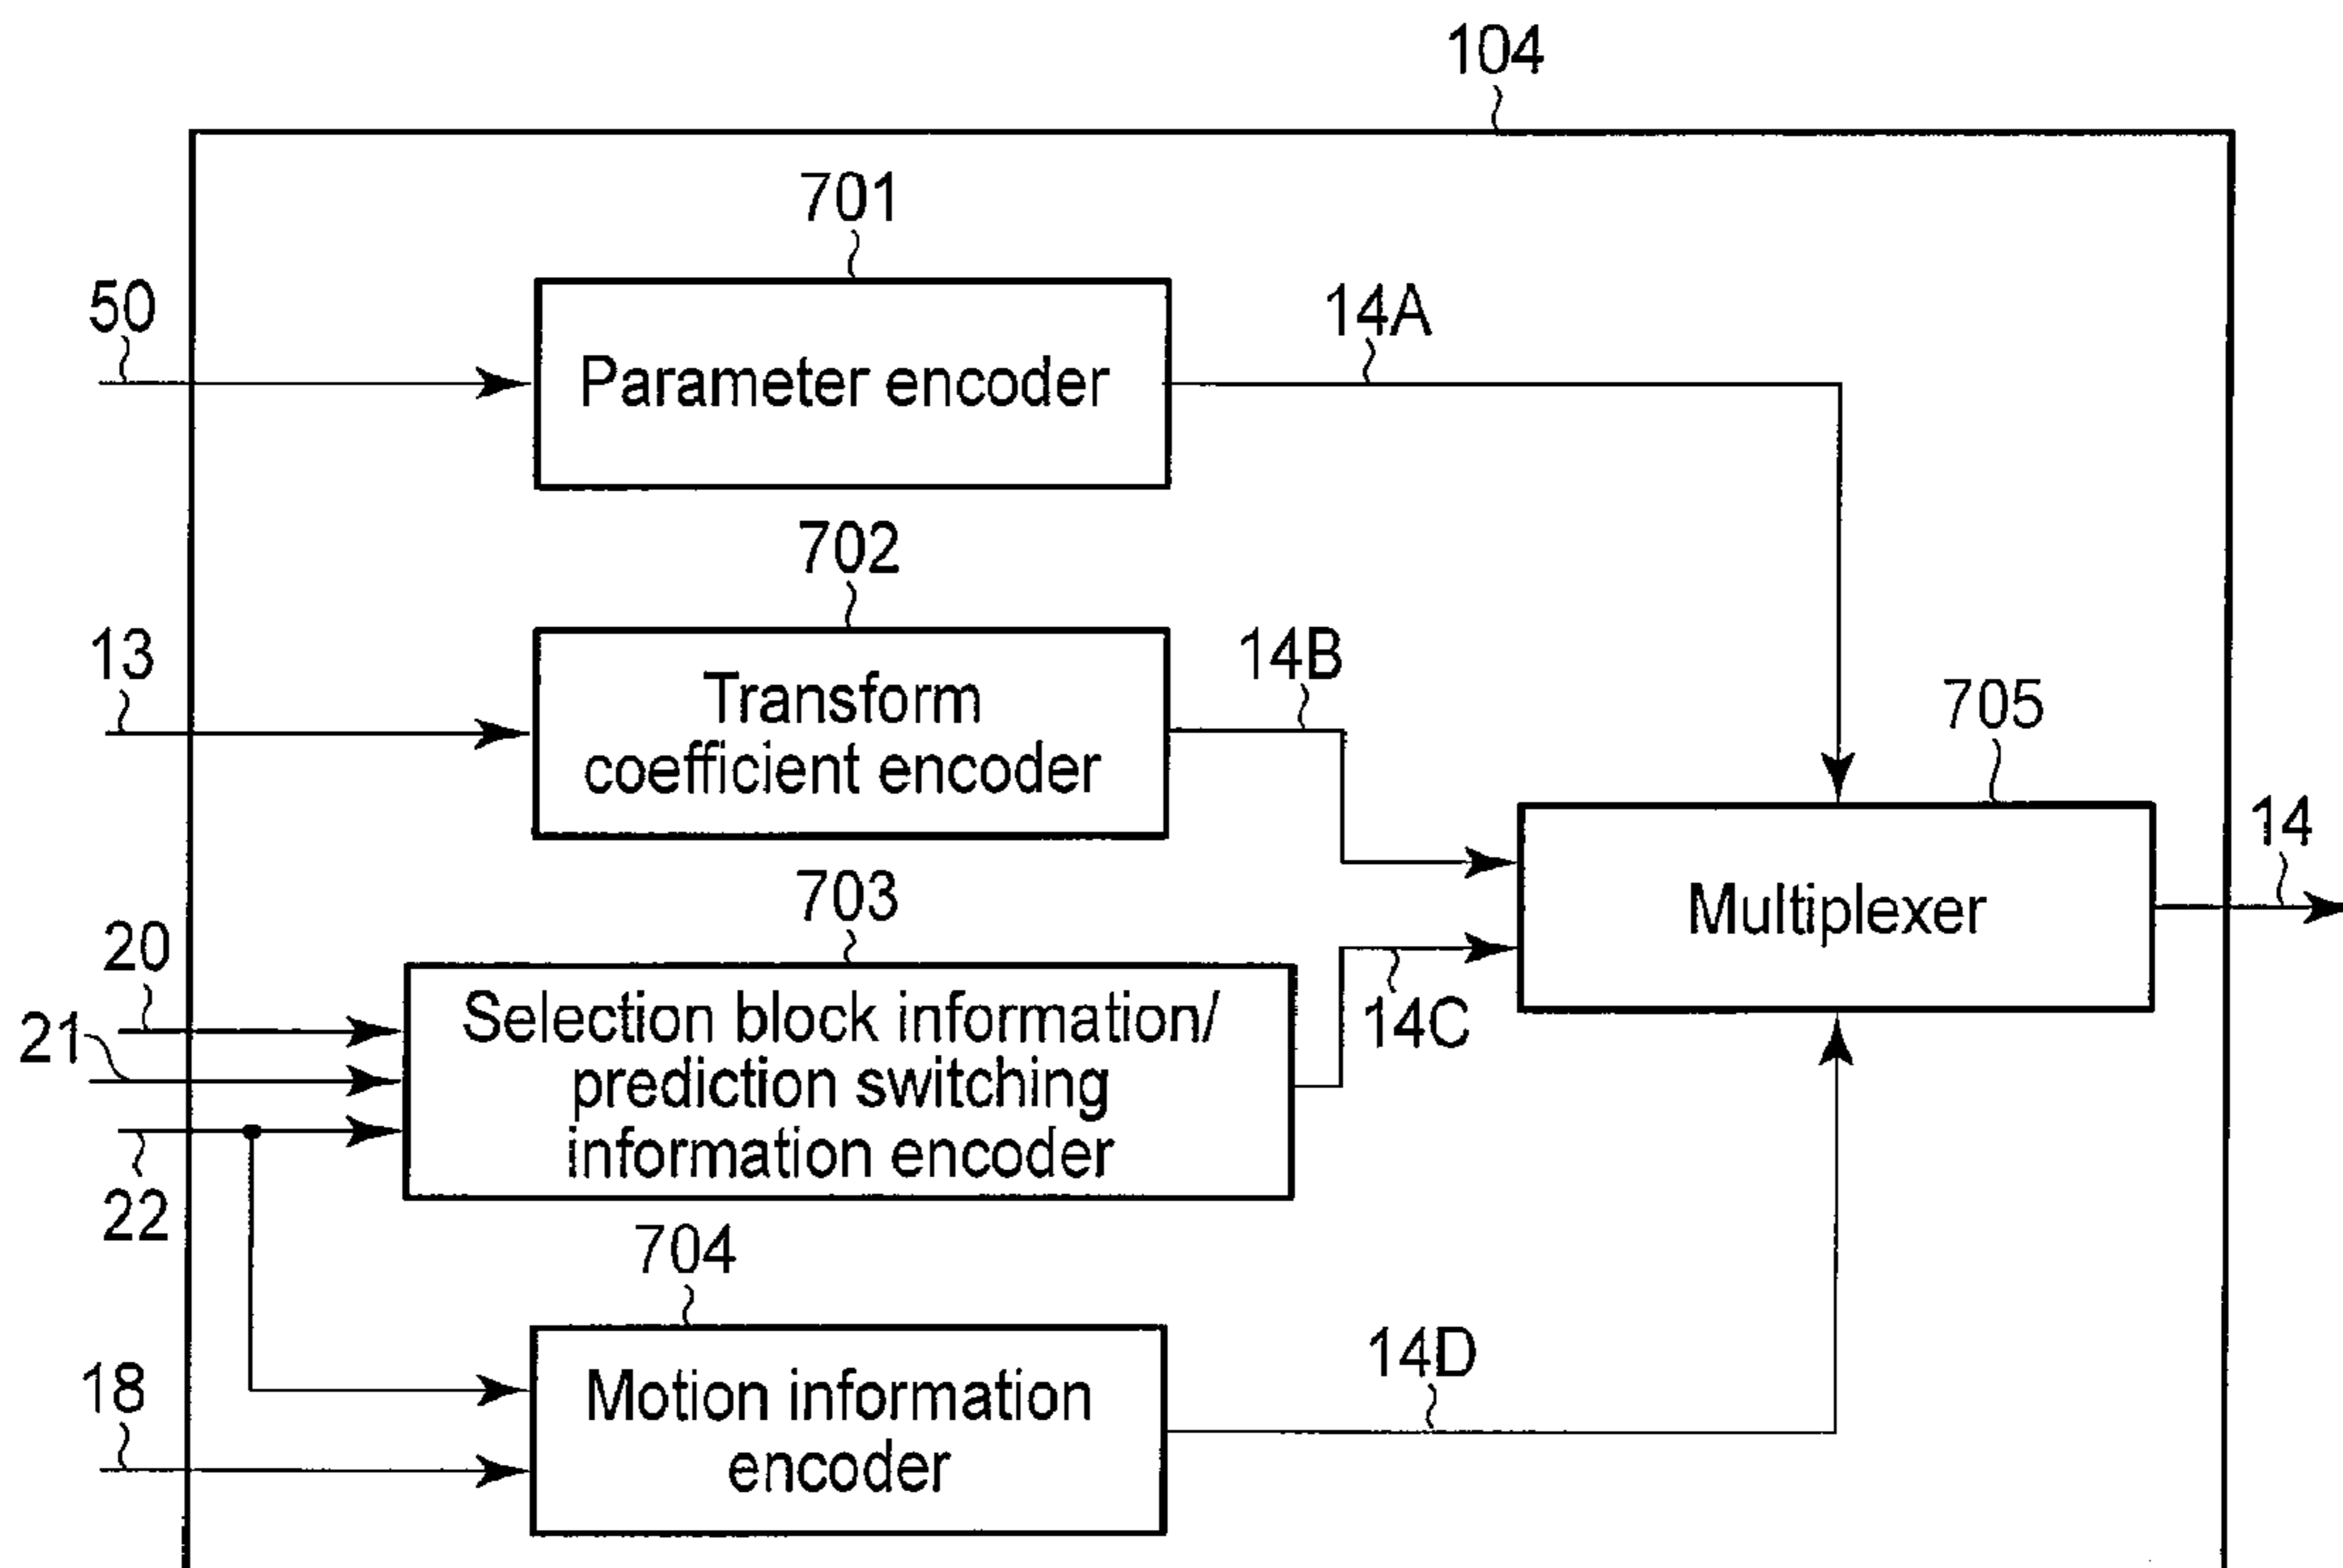 104
701
50
Parameter encoder
14A
702
13
Transform
coefficient encoder
14B
705
Multiplexer
14
703
20
21
22
Selection block information/
prediction switching
information encoder
14C
704
18
Motion information
encoder
14D